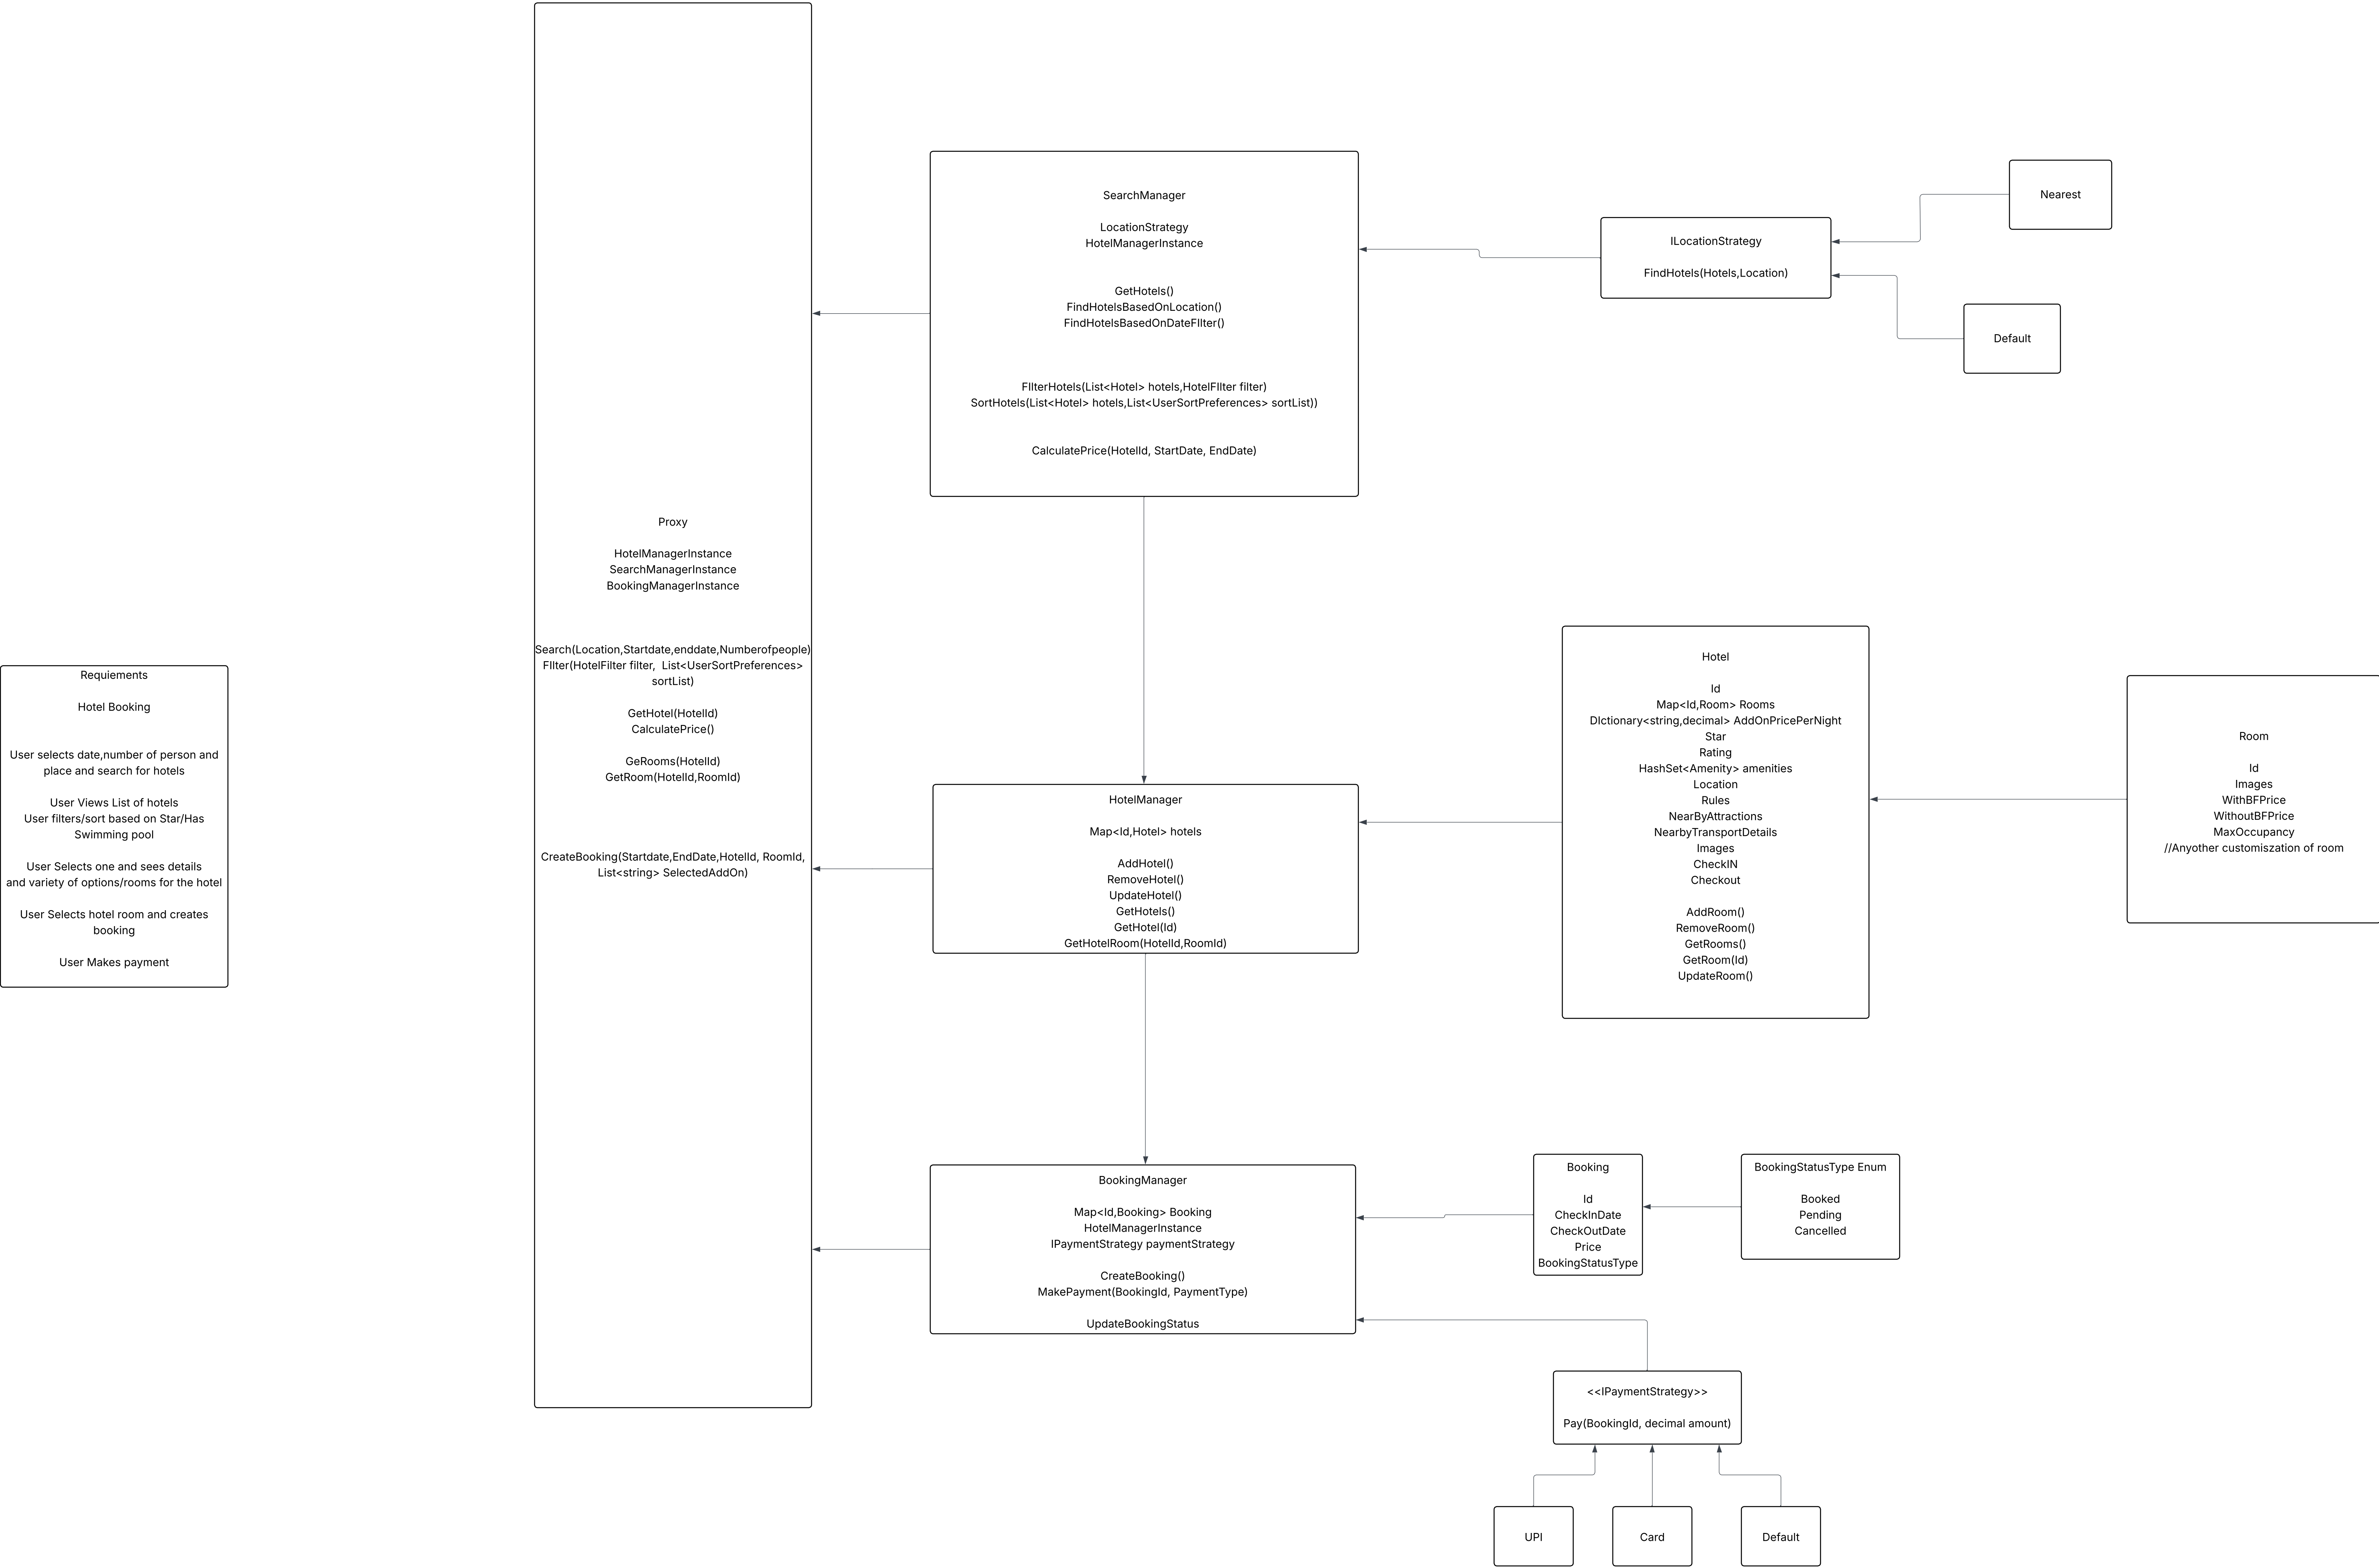 Requiements
Hotel Booking
User selects date,number of person and
place and search for hotels
User Views List of hotels
User filters/sort based on Star/Has
Swimming pool
User Selects one and sees details
and variety of options/rooms for the hotel
User Selects hotel room and creates
booking
User Makes payment
Proxy
HotelManagerInstance
SearchManagerInstance
BookingManagerInstance
Search(Location,Startdate,enddate,Numberofpeople)
FIlter(HotelFilter filter,  List<UserSortPreferences>
sortList)
GetHotel(HotelId)
CalculatePrice()
GeRooms(HotelId)
GetRoom(HotelId,RoomId)
CreateBooking(Startdate,EndDate,HotelId, RoomId,
List<string> SelectedAddOn)
SearchManager
LocationStrategy
HotelManagerInstance
GetHotels()
FindHotelsBasedOnLocation()
FindHotelsBasedOnDateFIlter()
FIlterHotels(List<Hotel> hotels,HotelFIlter filter)
SortHotels(List<Hotel> hotels,List<UserSortPreferences> sortList))
CalculatePrice(HotelId, StartDate, EndDate)
ILocationStrategy
FindHotels(Hotels,Location)
Nearest
Default
HotelManager
Map<Id,Hotel> hotels
AddHotel()
RemoveHotel()
UpdateHotel()
GetHotels()
GetHotel(Id)
GetHotelRoom(HotelId,RoomId)
Hotel
Id
Map<Id,Room> Rooms
DIctionary<string,decimal> AddOnPricePerNight
Star
Rating
HashSet<Amenity> amenities
Location
Rules
NearByAttractions
NearbyTransportDetails
Images
CheckIN
Checkout
AddRoom()
RemoveRoom()
GetRooms()
GetRoom(Id)
UpdateRoom()
Room
Id
Images
WithBFPrice
WithoutBFPrice
MaxOccupancy
//Anyother customiszation of room
BookingManager
Map<Id,Booking> Booking
HotelManagerInstance
IPaymentStrategy paymentStrategy
CreateBooking()
MakePayment(BookingId, PaymentType)
UpdateBookingStatus
Booking
Id
CheckInDate
CheckOutDate
Price
BookingStatusType
BookingStatusType Enum
Booked
Pending
Cancelled
<<IPaymentStrategy>>
Pay(BookingId, decimal amount)
UPI
Card
Default